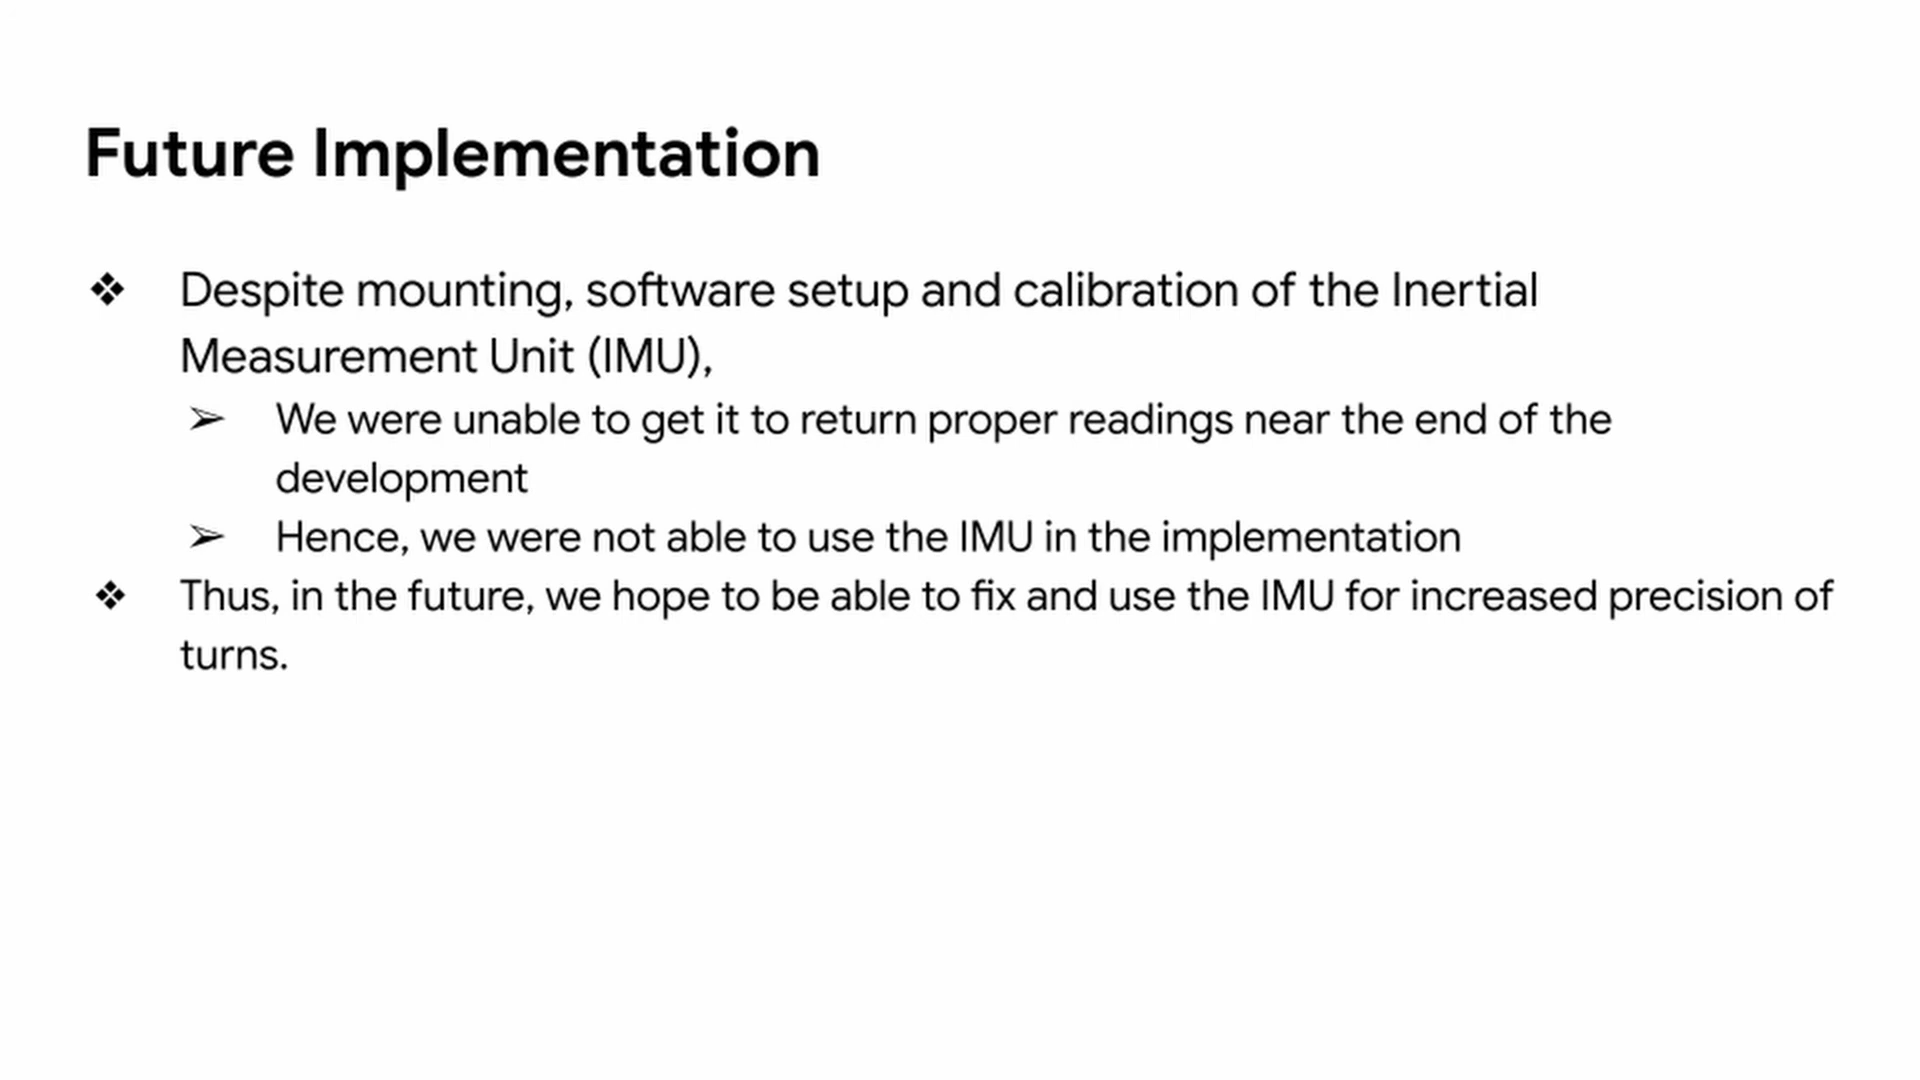 Future Implementation
❖ Despite mounting, software setup and calibration of the Inertial
Measurement Unit (IMU),
➢ We were unable to get it to return proper readings near the end of the
development
➢ Hence, we were not able to use the IMU in the implementation
❖ Thus, in the future, we hope to be able to fix and use the IMU for increased precision of
turns.